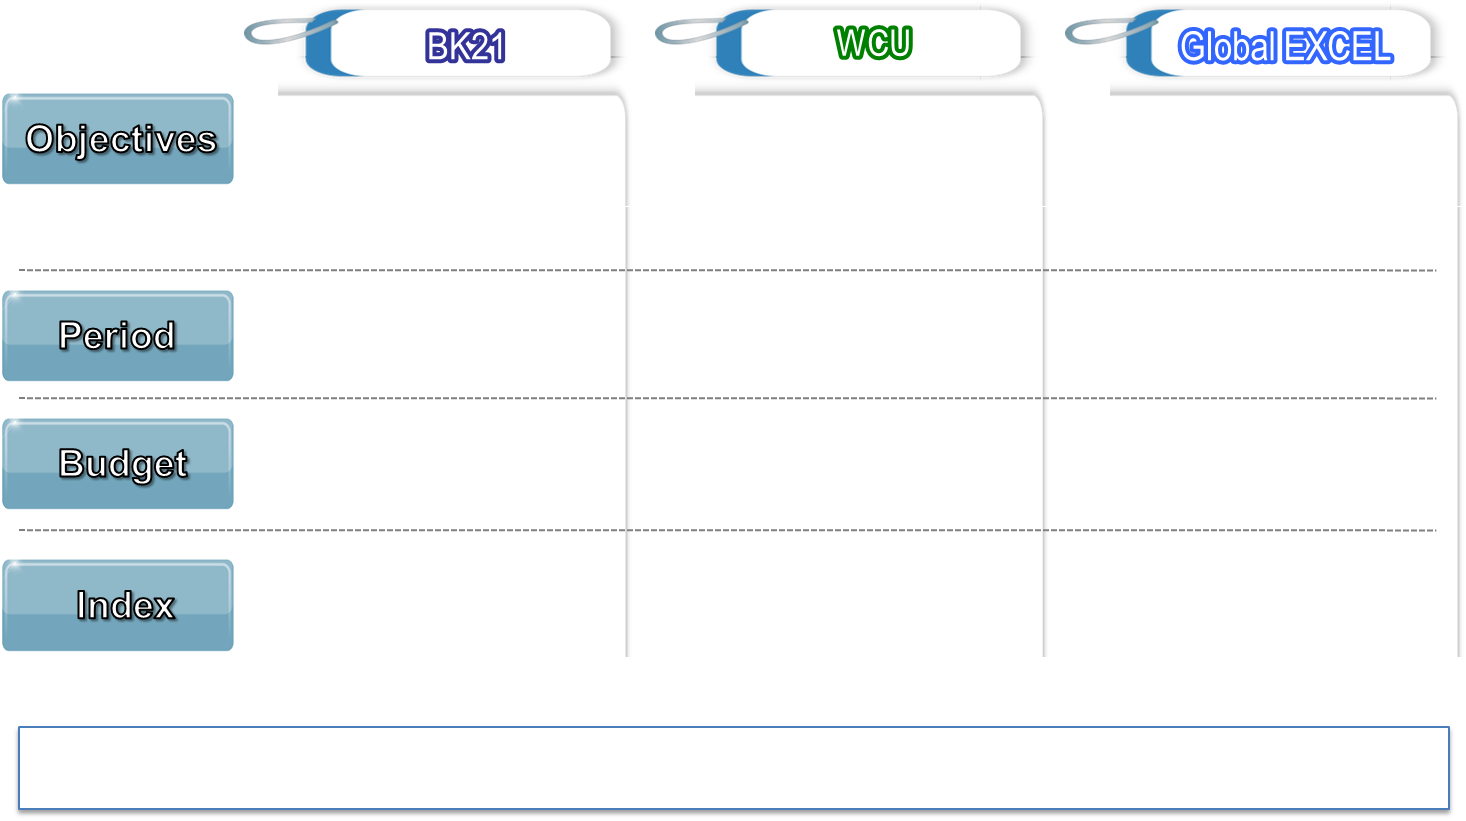 BK21
WCU
Global EXCEL
Objectives
Period
Budget
Index